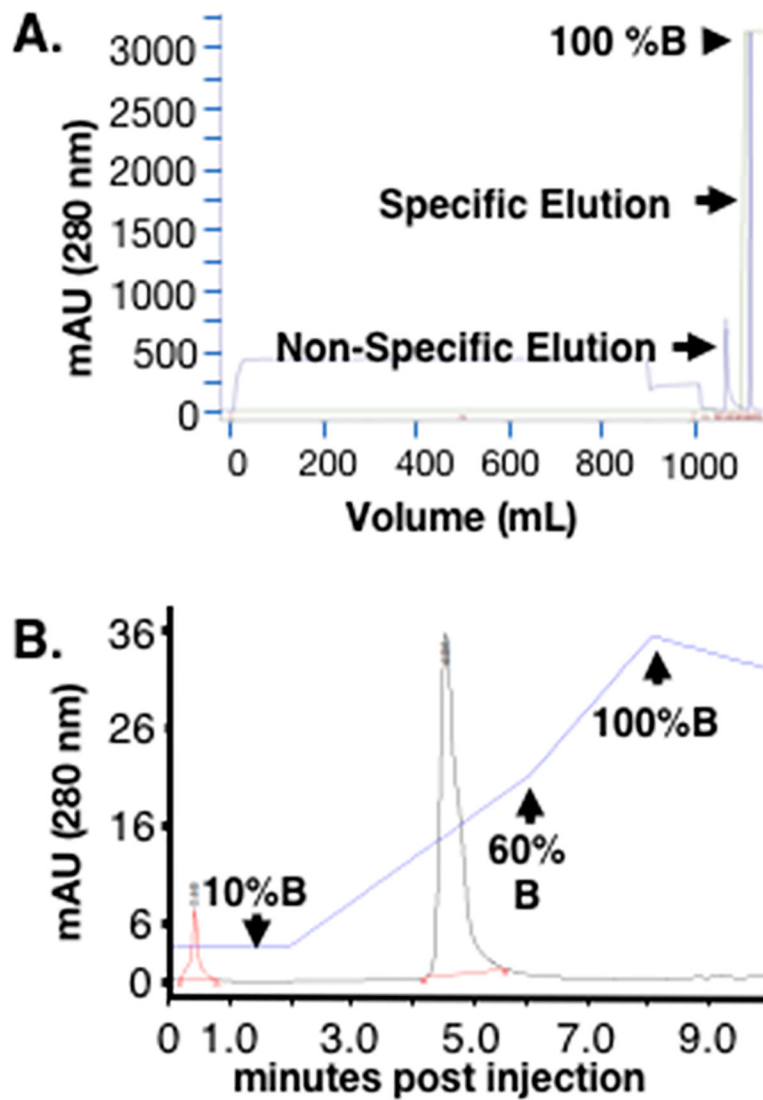 A.
3000
100 %B
2500
2000
Specific Elution
1500
1000
Non-Specific Elution
500
0
mAU (280 nm)
0 200 400 600 800 1000
Volume (mL)
B.
36
26
100%B
16
60%
B
10%B
6
0
mAU (280 nm)
0 1.0 3.0 5.0 7.0 9.0
minutes post injection